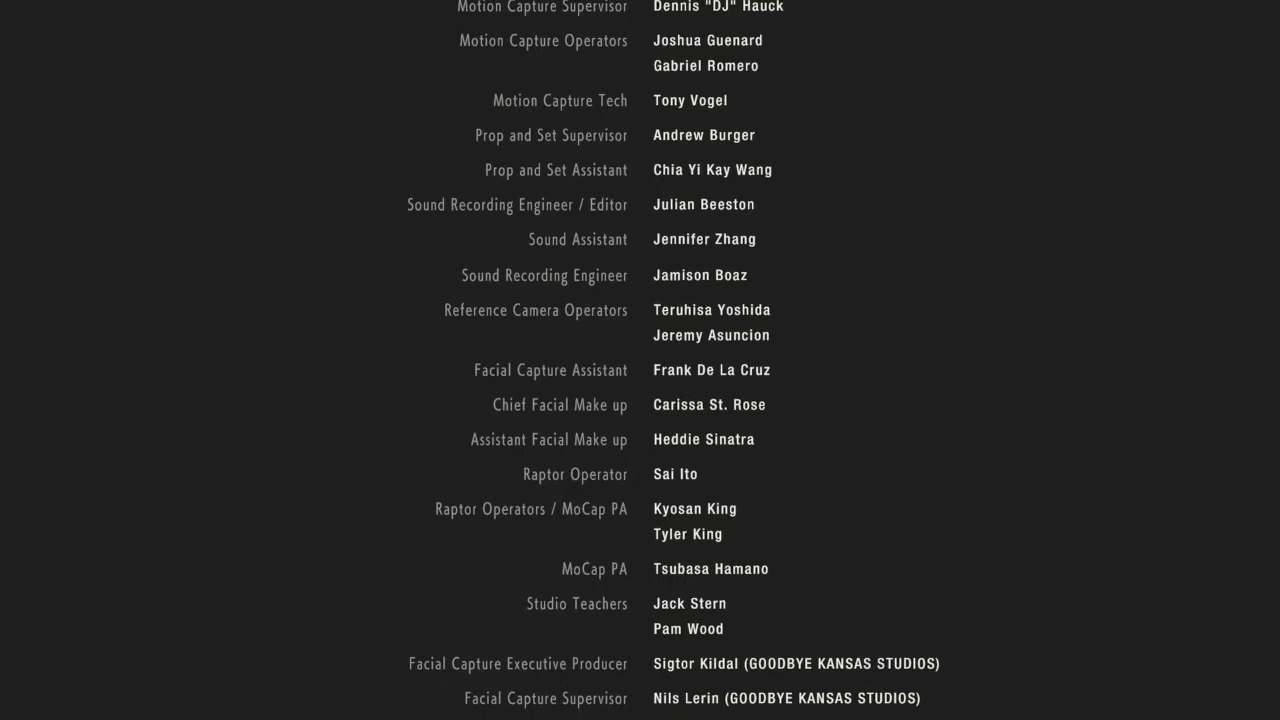 Motion Capture Supervisor Dennis "DJ" Hauck
Motion Capture Operators Joshua Guenard
Gabriel Romero
Motion Capture Tech Tony Vogel
Prop and Set Supervisor Andrew Burger
Prop and Set Assistant Chia Yi Kay Wang
Sound Recording Engineer / Editor Julian Beeston
Sound Assistant Jennifer Zhang
Sound Recording Engineer Jamison Boaz
Reference Camera Operators Teruhisa Yoshida
Jeremy Asuncion
Facial Capture Assistant Frank De La Cruz
Chief Facial Make up Carissa St. Rose
Assistant Facial Make up Heddie Sinatra
Raptor Operator Sai Ito
Raptor Operators / MoCap PA Kyosan King
Tyler King
MoCap PA Tsubasa Hamano
Studio Teachers Jack Stern
Pam Wood
Facial Capture Executive Producer Sigtor Kildal (GOODBYE KANSAS STUDIOS)
Facial Capture Supervisor Nils Lerin (GOODBYE KANSAS STUDIOS)